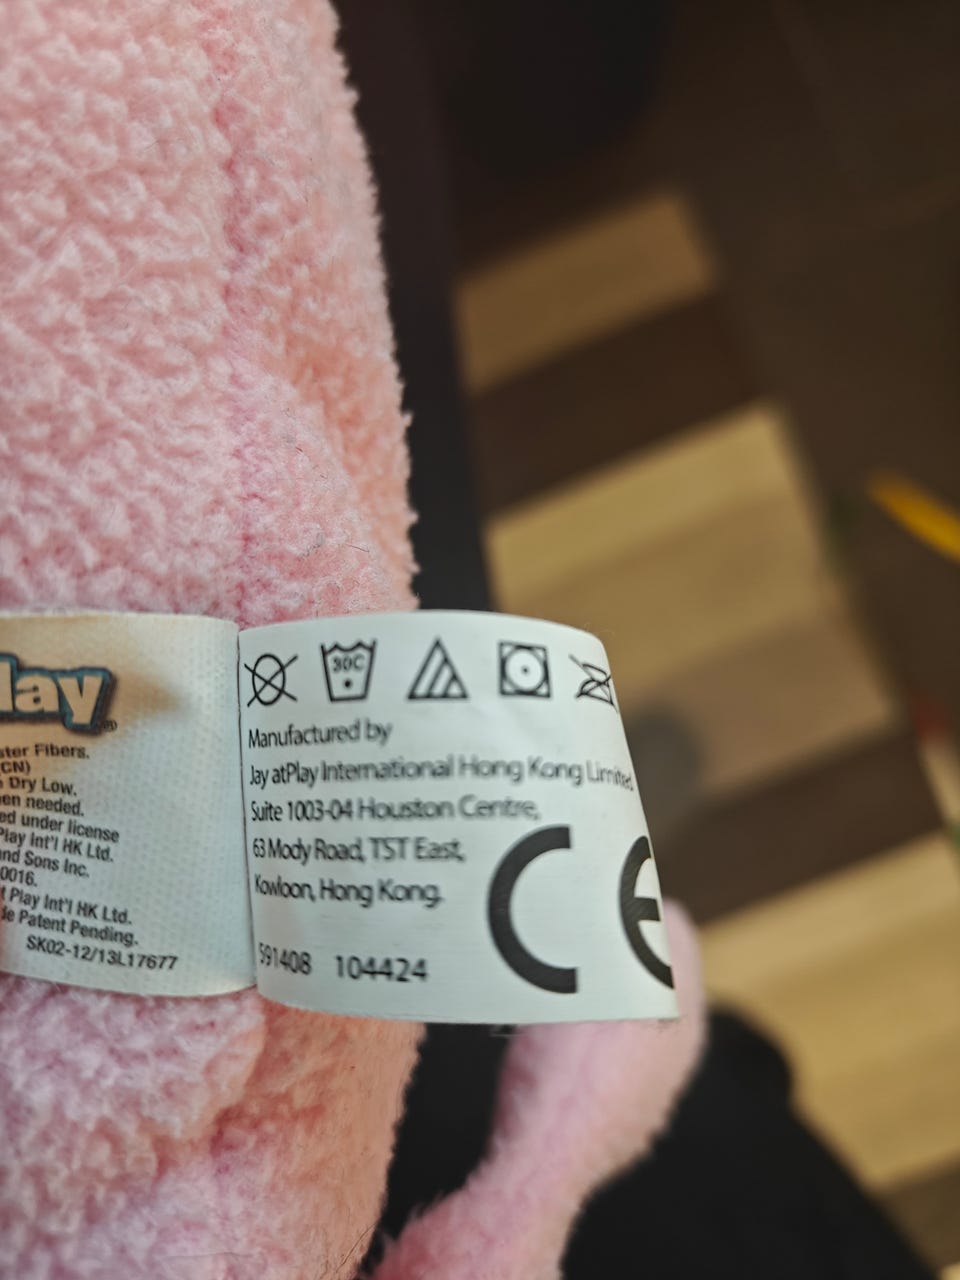 lay
ster Fibers.
(CN)
Dry Low.
en needed.
ed under license
Play Int'l HK Ltd.
nd Sons Inc.
0016.
t Play Int'l HK Ltd.
le Patent Pending.
SK02-12/13L17677
30C
Manufactured by
Jay atPlay International Hong Kong Limited
Suite 1003-04 Houston Centre,
63 Mody Road, TST East,
Kowloon, Hong Kong.
591408 104424
CE